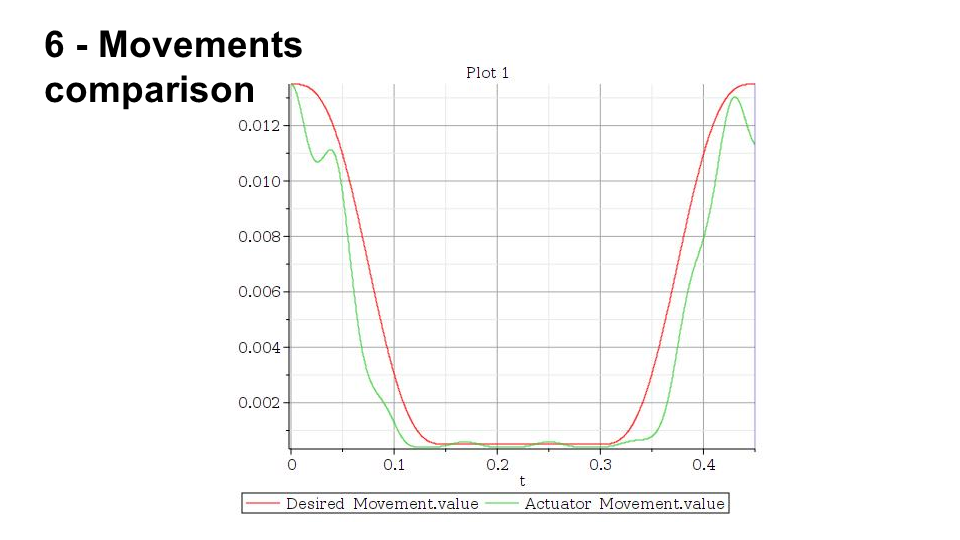 6 - Movements
comparison
Plot 1
0.012
0.010
0.008
0.006
0.004
0.002
0 0.1 0.2 0.3 0.4
t
Desired Movement.value Actuator Movement.value